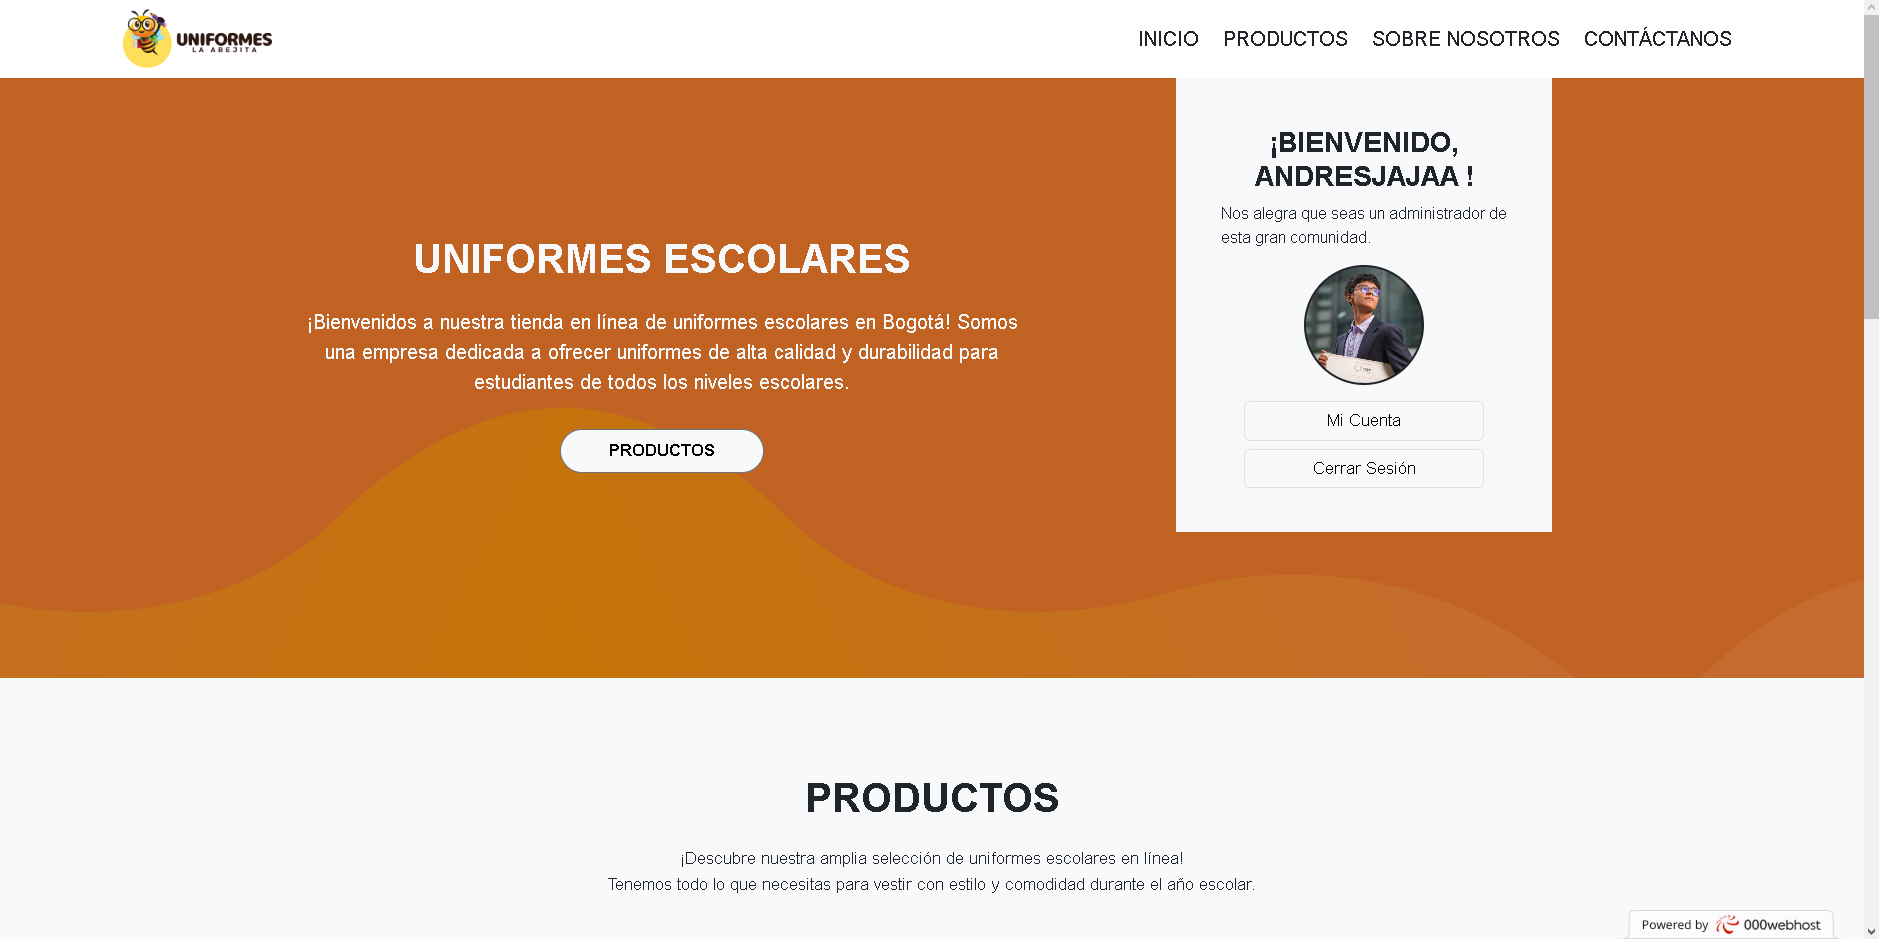 UNIFORMES
LA ABEJITA
INICIO PRODUCTOS SOBRE NOSOTROS CONTÁCTANOS
UNIFORMES ESCOLARES
¡Bienvenidos a nuestra tienda en línea de uniformes escolares en Bogotá! Somos
una empresa dedicada a ofrecer uniformes de alta calidad y durabilidad para
estudiantes de todos los niveles escolares.
PRODUCTOS
¡BIENVENIDO,
ANDRESJAJAA !
Nos alegra que seas un administrador de
esta gran comunidad.
Mi Cuenta
Cerrar Sesión
PRODUCTOS
¡Descubre nuestra amplia selección de uniformes escolares en línea!
Tenemos todo lo que necesitas para vestir con estilo y comodidad durante el año escolar.
Powered by 000webhost